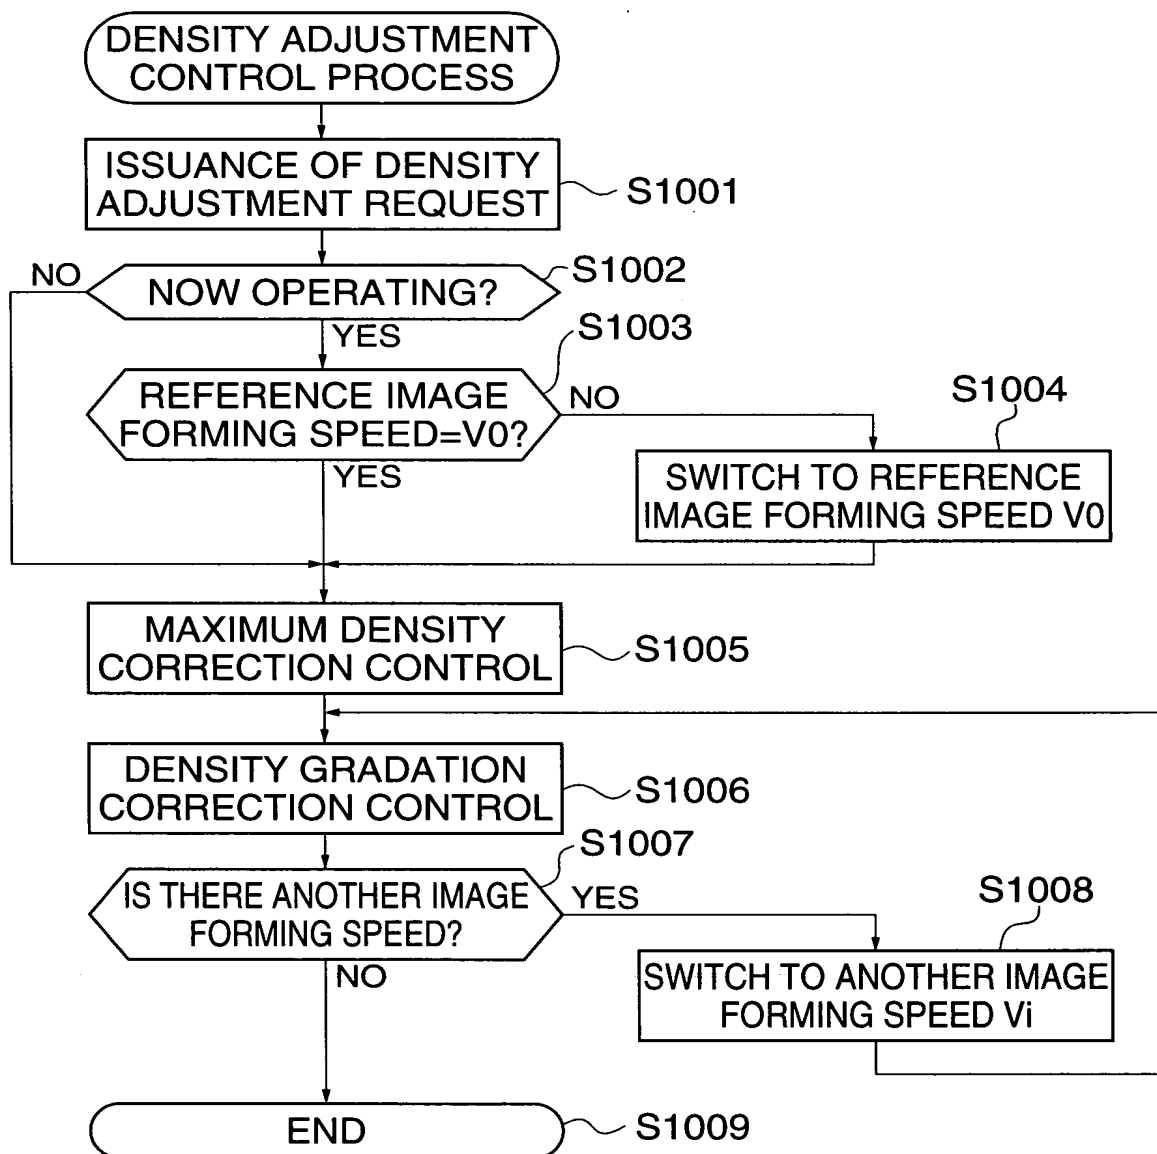 DENSITY ADJUSTMENT
CONTROL PROCESS
ISSUANCE OF DENSITY
ADJUSTMENT REQUEST
S1001
NO
NOW OPERATING?
S1002
YES
S1003
REFERENCE IMAGE
FORMING SPEED=V0?
NO
YES
S1004
SWITCH TO REFERENCE
IMAGE FORMING SPEED V0
MAXIMUM DENSITY
CORRECTION CONTROL
S1005
DENSITY GRADATION
CORRECTION CONTROL
S1006
S1007
IS THERE ANOTHER IMAGE
FORMING SPEED?
YES
NO
S1008
SWITCH TO ANOTHER IMAGE
FORMING SPEED Vi
END
S1009